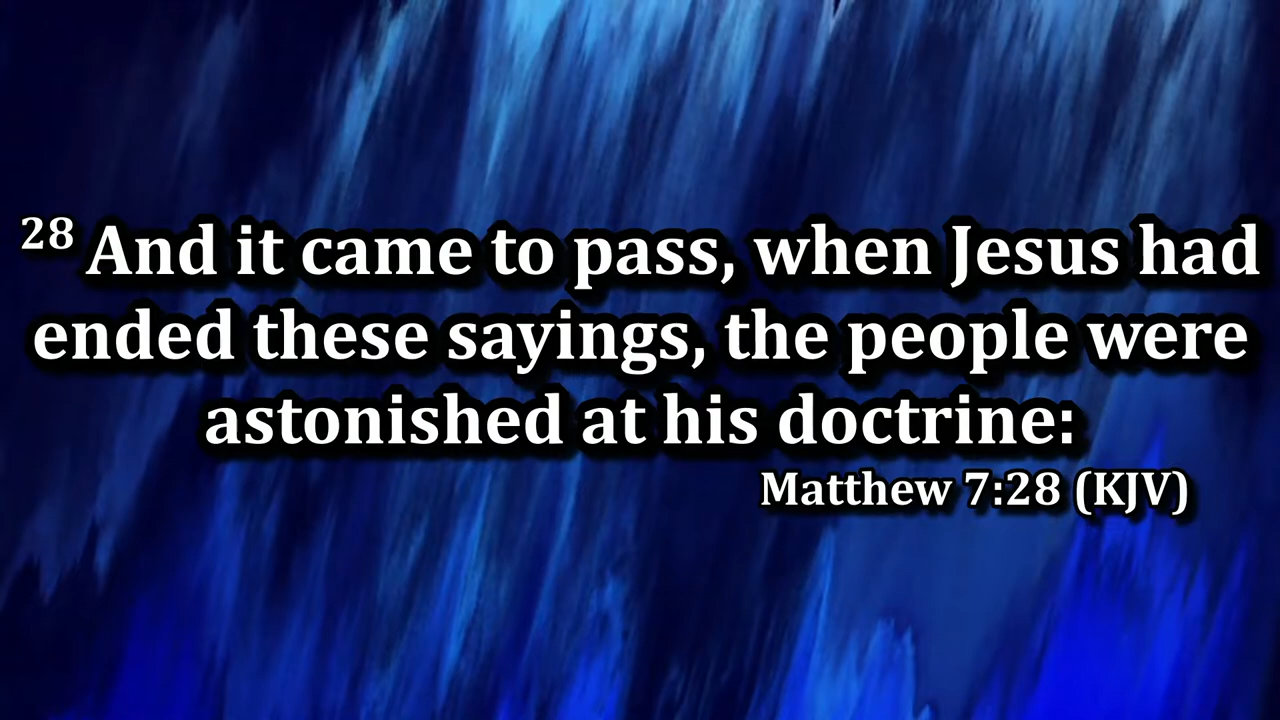 28 And it came to pass, when Jesus had
ended these sayings, the people were
astonished at his doctrine:
Matthew 7:28 (KJV)